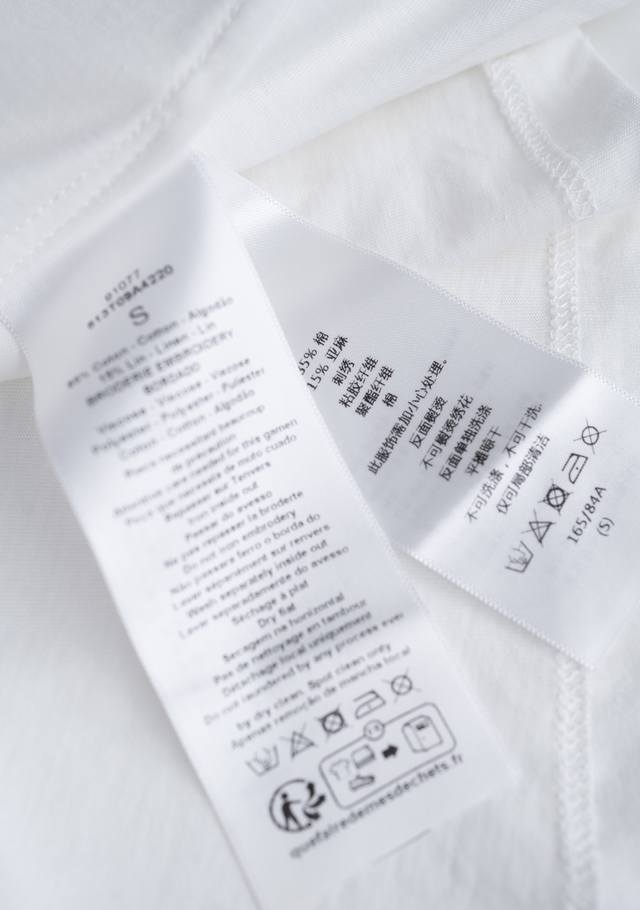 01077
S
Coton - Cotton - Algodão
15% Lin - Linen - Lin
BRODERIE EMBROIDERY
BORDADO
Viscose - Viscose - Viscose
Polyester - Polyester - Poliester
Coton - Cotton - Algodão
Pièce nécessitant beaucoup
de précaution
Attentive care needed for this garment
Peça que necessita de muito cuidado
Repasser sur l'envers
Iron inside out
Passar do avesso
Ne pas repasser la broderie
Do not iron embroidery
Não passara ferro o borda do
Laver séparément sur l'envers
Wash separately inside out
Lavar separadamente do avesso
Séchage à plat
Dry flat
Secagem na horizontal
Pas de nettoyage en tambour
Détachage local uniquement
Do not laundered by any process ever
by dry clean. Spot clean only
Apenas remoção de mancha local
quefairedemesdechets.fr
85% 棉
15% 亚麻
刺绣
粘胶纤维
聚酯纤维
棉
此服饰需加小心处理。
反面熨烫
不可熨烫绣花
反面单独洗涤
平摊晾干
不可洗涤，不可干洗.
仅可局部清洁
165/84A
(S)